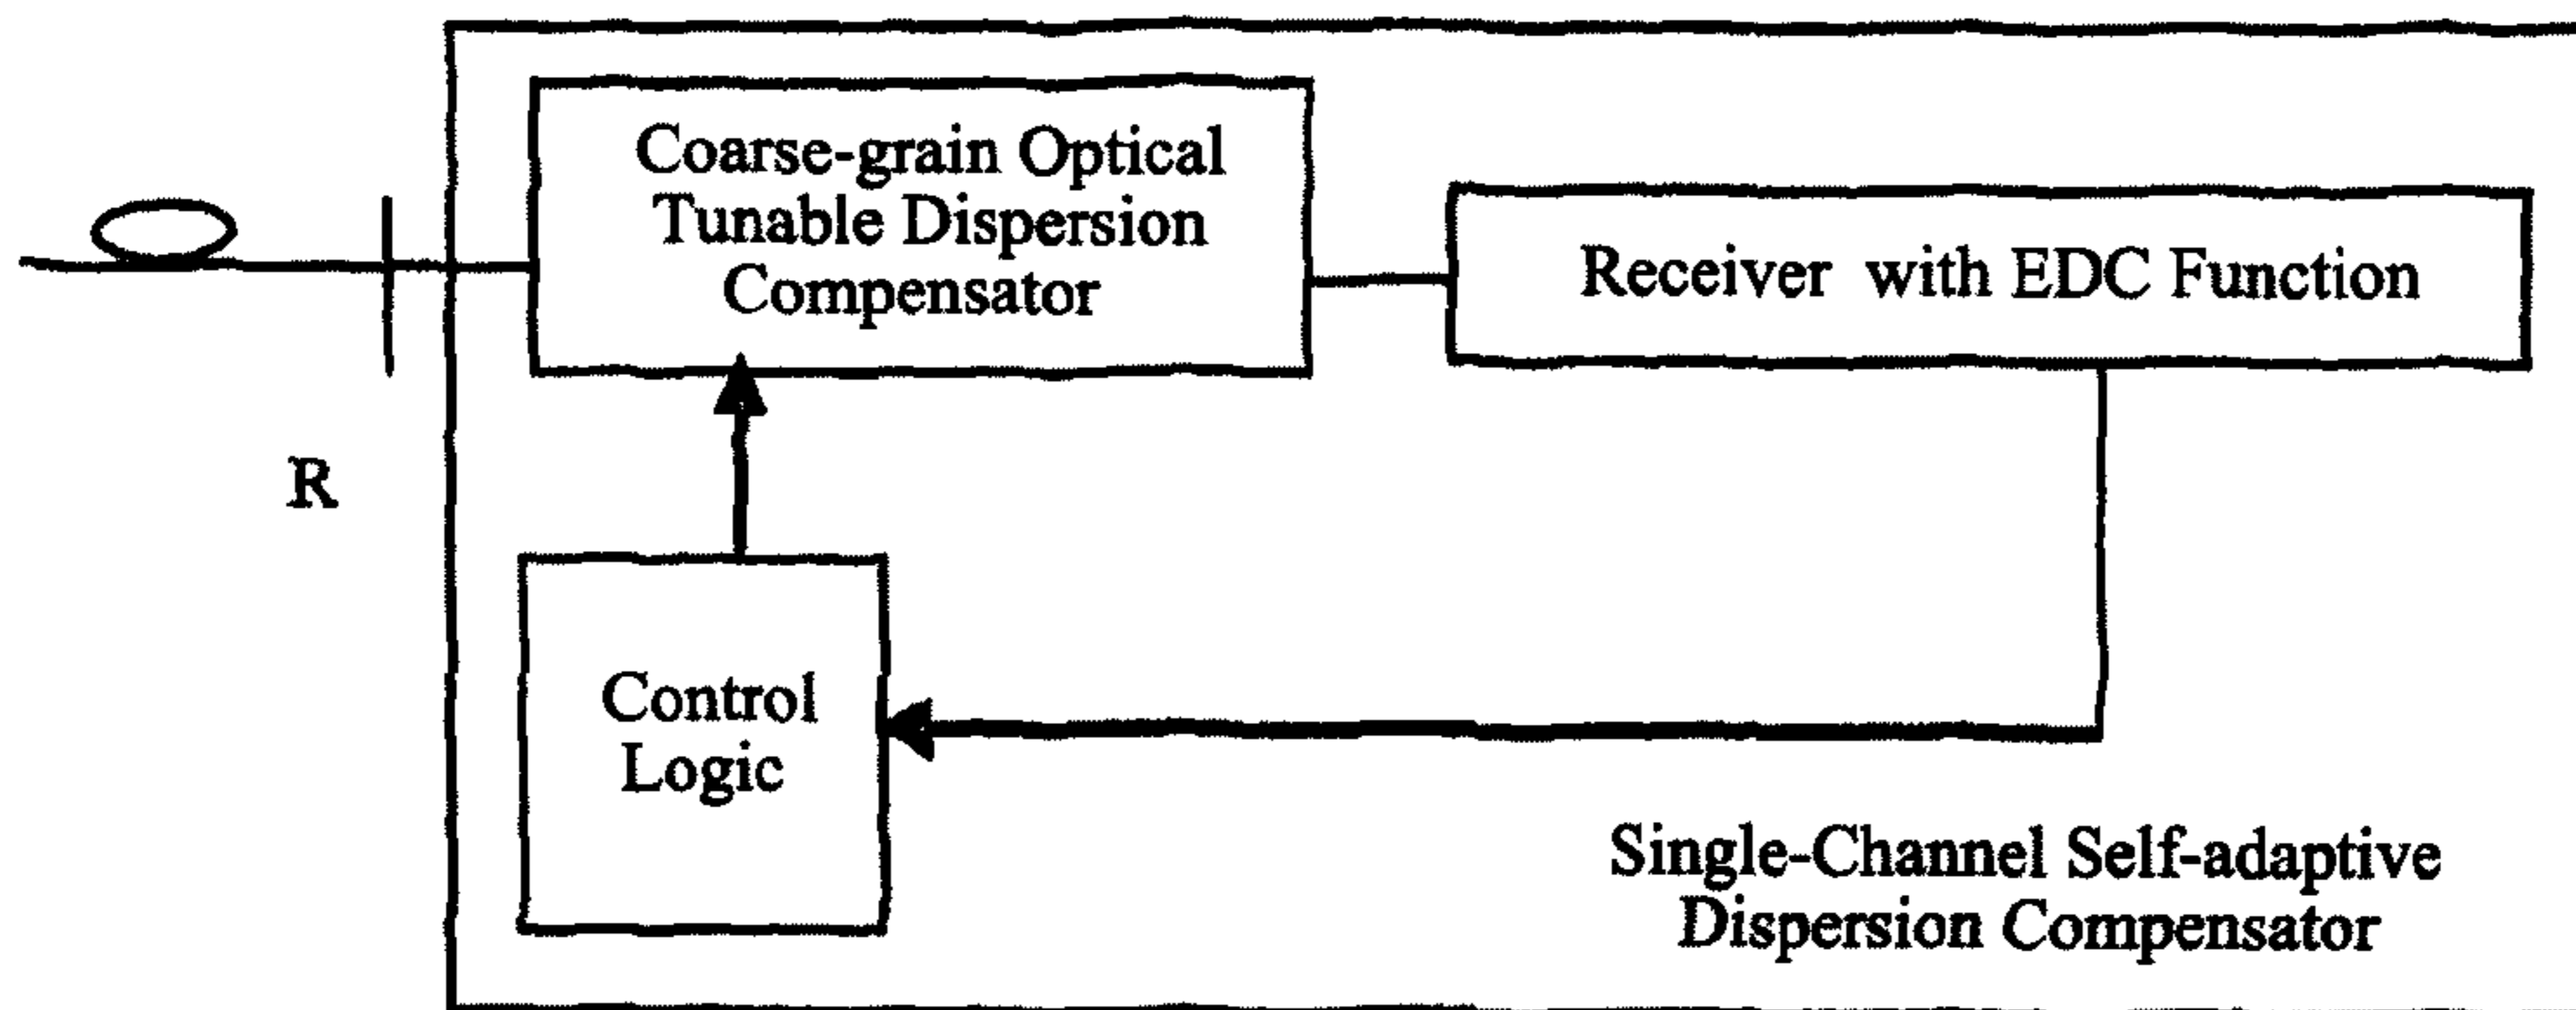 Coarse-grain Optical
Tunable Dispersion
Compensator
Receiver with EDC Function
R
Control
Logic
Single-Channel Self-adaptive
Dispersion Compensator